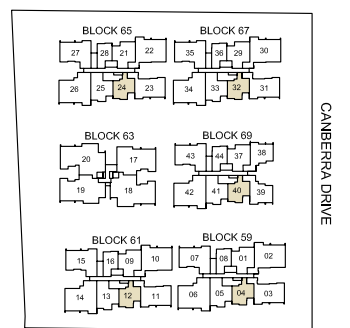 BLOCK 65 BLOCK 67
27 28 21 22 35 36 29 30
26 25 24 23 34 33 32 31
CANBERRA DRIVE
BLOCK 63 BLOCK 69
20 17 43 44 37 38
19 18 42 41 40 39
BLOCK 61 BLOCK 59
15 16 09 10 07 08 01 02
14 13 12 11 06 05 04 03